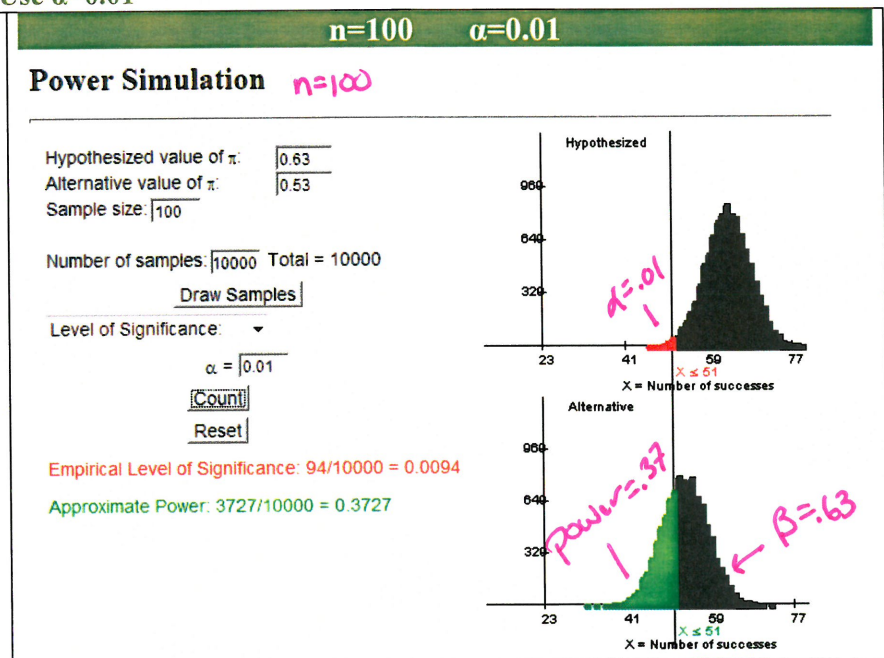 Use α=0.01
n=100 α=0.01
Power Simulation n=100
Hypothesized value of π: 0.63
Alternative value of π: 0.53
Sample size: 100
Number of samples: 10000 Total = 10000
Draw Samples
Level of Significance:
α = 0.01
Count
Reset
Empirical Level of Significance: 94/10000 = 0.0094
Approximate Power: 3727/10000 = 0.3727
Hypothesized
960
640
320
α=.01
23 41 59 77
X ≤ 51
X = Number of successes
Alternative
960
640
320
power=.37
β=.63
23 41 59 77
X ≤ 51
X = Number of successes